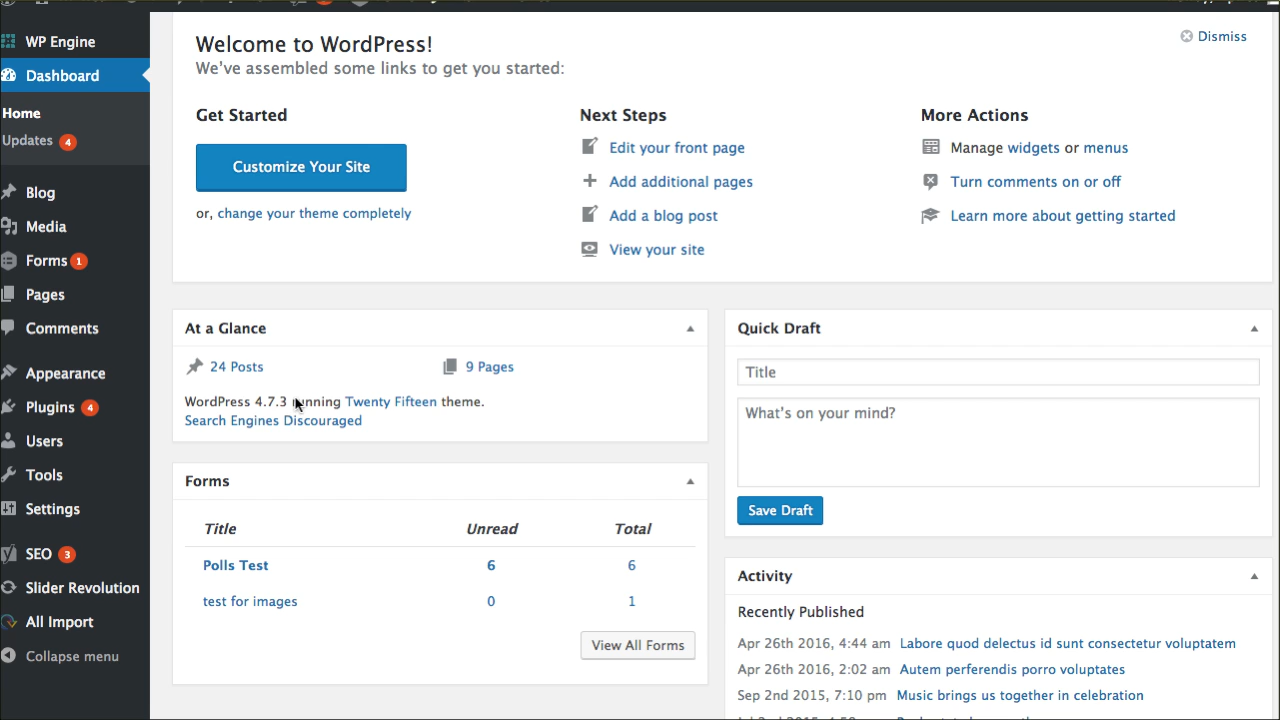 WP Engine
Dashboard
Home
Updates 4
Blog
Media
Forms 1
Pages
Comments
Appearance
Plugins 4
Users
Tools
Settings
SEO 3
Slider Revolution
All Import
Collapse menu
Welcome to WordPress!
We've assembled some links to get you started:
Dismiss
Get Started
Customize Your Site
or, change your theme completely
Next Steps
Edit your front page
Add additional pages
Add a blog post
View your site
More Actions
Manage widgets or menus
Turn comments on or off
Learn more about getting started
At a Glance
24 Posts
9 Pages
WordPress 4.7.3 running Twenty Fifteen theme.
Search Engines Discouraged
Forms
Title Unread Total
Polls Test 6 6
test for images 0 1
View All Forms
Quick Draft
Title
What's on your mind?
Save Draft
Activity
Recently Published
Apr 26th 2016, 4:44 am Labore quod delectus id sunt consectetur voluptatem
Apr 26th 2016, 2:02 am Autem perferendis porro voluptates
Sep 2nd 2015, 7:10 pm Music brings us together in celebration